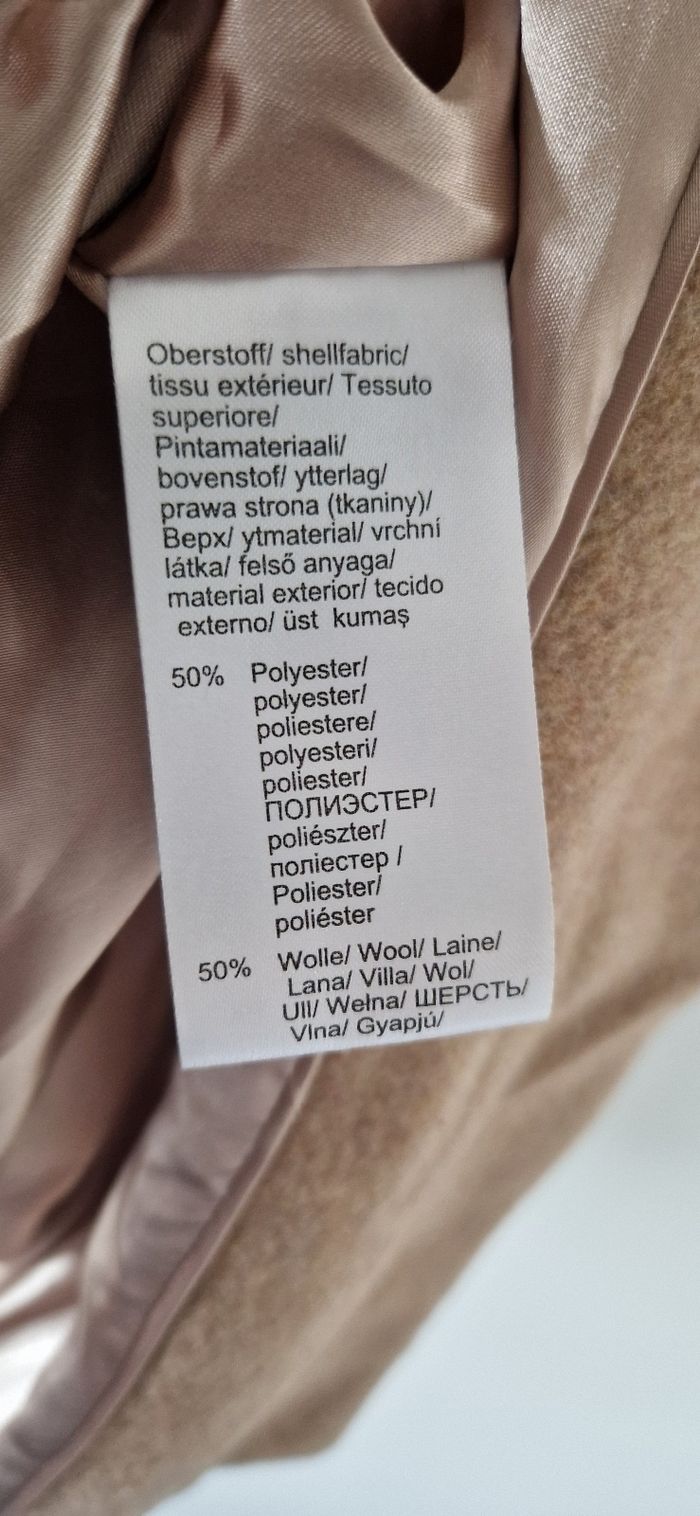 Oberstoff/ shellfabric/
tissu extérieur/ Tessuto
superiore/
Pintamateriaali/
bovenstof/ ytterlag/
prawa strona (tkaniny)/
Верх/ ytmaterial/ vrchní
látka/ felső anyaga/
material exterior/ tecido
externo/ üst kumaş
50% Polyester/
polyester/
poliestere/
polyesteri/
poliester/
ПОЛИЭСТЕР/
poliészter/
поліестер /
Poliester/
poliéster
50% Wolle/ Wool/ Laine/
Lana/ Villa/ Wol/
Ull/ Wełna/ ШЕРСТЬ/
Vlna/ Gyapjú/